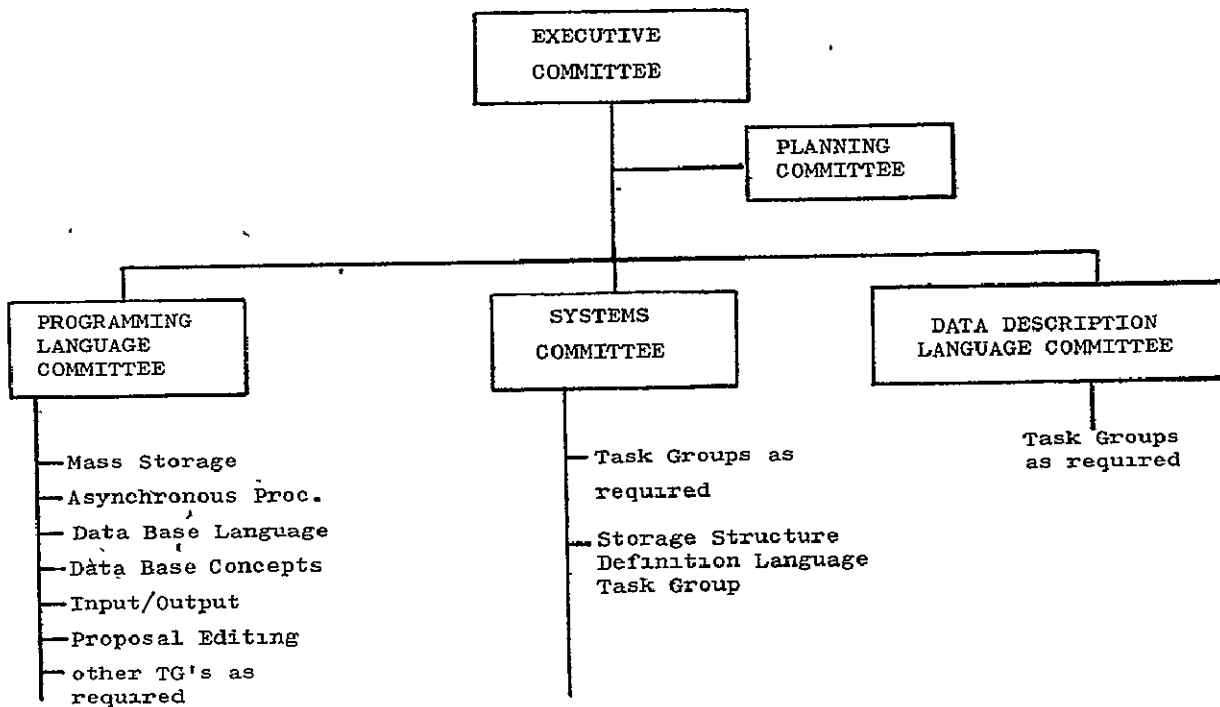 EXECUTIVE
COMMITTEE
PLANNING
COMMITTEE
PROGRAMMING
LANGUAGE
COMMITTEE
SYSTEMS
COMMITTEE
DATA DESCRIPTION
LANGUAGE COMMITTEE
Mass Storage
Asynchronous Proc.
Data Base Language
Data Base Concepts
Input/Output
Proposal Editing
other TG's as
required
Task Groups as
required
Storage Structure
Definition Language
Task Group
Task Groups
as required